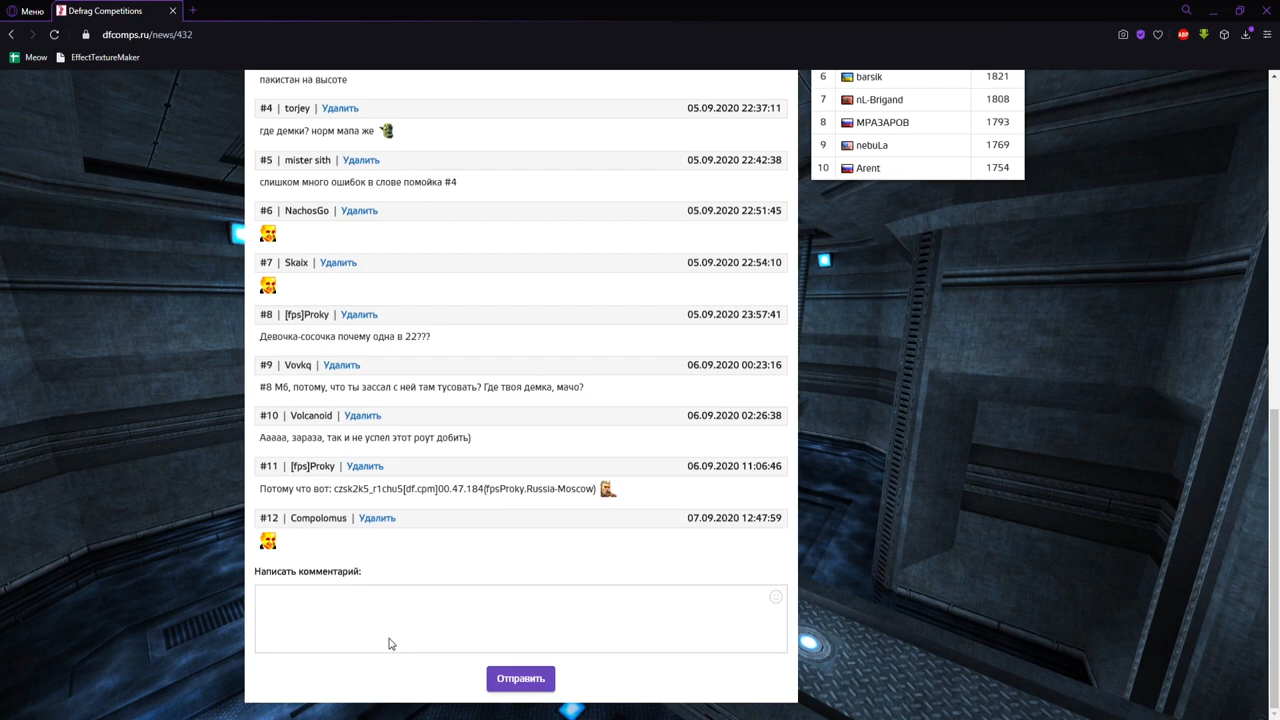 Меню
Defrag Competitions
dfcomps.ru/news/432
ABP
Meow
EffectTextureMaker
пакистан на высоте
#4 | torjey | Удалить 05.09.2020 22:37:11
где демки? норм мапа же
#5 | mister sith | Удалить 05.09.2020 22:42:38
слишком много ошибок в слове помойка #4
#6 | NachosGo | Удалить 05.09.2020 22:51:45
#7 | Skaix | Удалить 05.09.2020 22:54:10
#8 | [fps]Proky | Удалить 05.09.2020 23:57:41
Девочка-сосочка почему одна в 22???
#9 | Vovkq | Удалить 06.09.2020 00:23:16
#8 Мб, потому, что ты зассал с ней там тусовать? Где твоя демка, мачо?
#10 | Volcanoid | Удалить 06.09.2020 02:26:38
Ааааа, зараза, так и не успел этот роут добить)
#11 | [fps]Proky | Удалить 06.09.2020 11:06:46
Потому что вот: czsk2k5_r1chu5[df.cpm]00.47.184(fpsProky.Russia-Moscow)
#12 | Compolomus | Удалить 07.09.2020 12:47:59
Написать комментарий:
Отправить
6 barsik 1821
7 nL-Brigand 1808
8 МРАЗАРОВ 1793
9 nebuLa 1769
10 Arent 1754